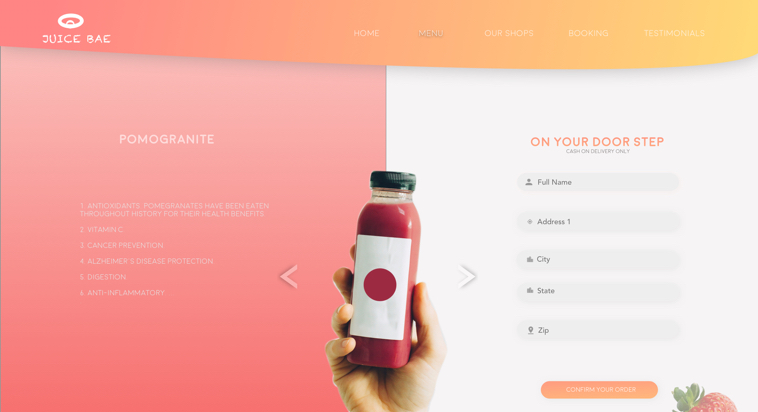 JUICE BAE
HOME
MENU
OUR SHOPS
BOOKING
TESTIMONIALS
POMOGRANITE
1. ANTIOXIDANTS. POMEGRANATES HAVE BEEN EATEN
THROUGHOUT HISTORY FOR THEIR HEALTH BENEFITS.
2. VITAMIN C.
3. CANCER PREVENTION.
4. ALZHEIMER'S DISEASE PROTECTION.
5. DIGESTION.
6. ANTI-INFLAMMATORY.
<
>
ON YOUR DOOR STEP
CASH ON DELIVERY ONLY
Full Name
Address 1
City
State
Zip
CONFIRM YOUR ORDER